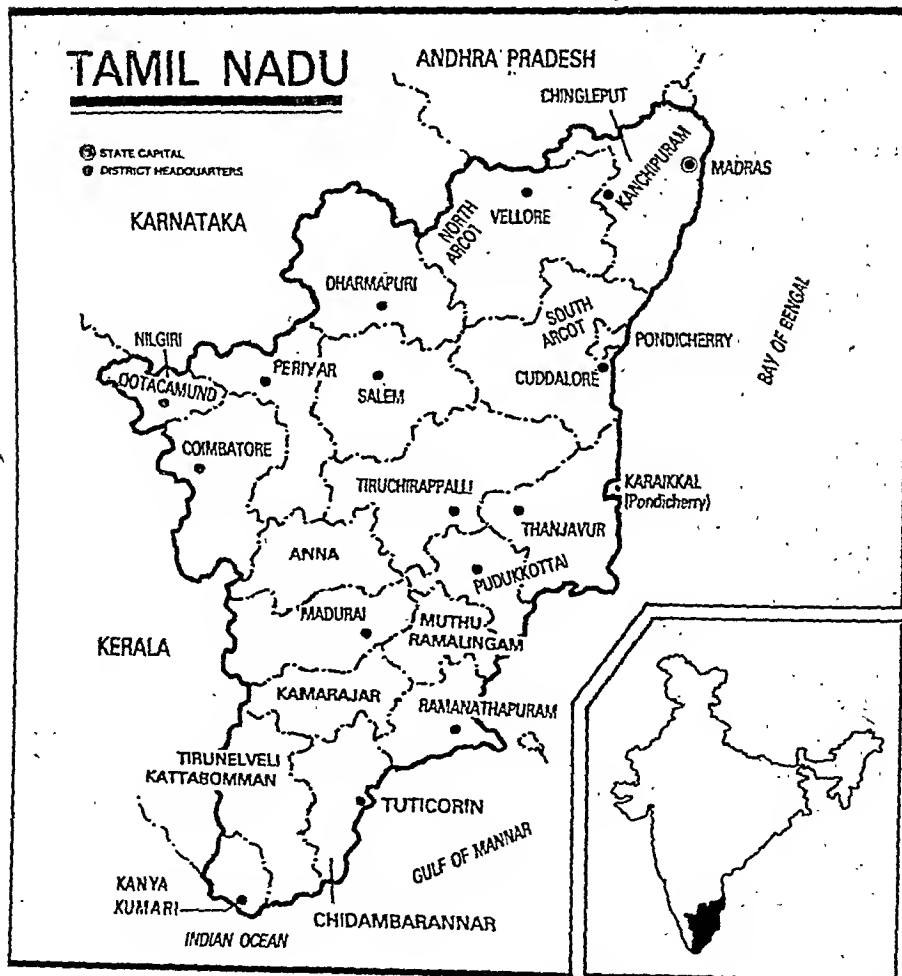 TAMIL NADU
STATE CAPITAL
DISTRICT HEADQUARTERS
ANDHRA PRADESH
CHINGLEPUT
KANCHIPURAM
MADRAS
KARNATAKA
VELLORE
NORTH
ARCOT
DHARMAPURI
SOUTH
ARCOT
BAY OF BENGAL
NILGIRI
PONDICHERRY
OOTACAMUND
PERIYAR
SALEM
CUDDALORE
COIMBATORE
TIRUCHIRAPPALLI
KARAIKKAL
(Pondicherry)
THANJAVUR
ANNA
PUDUKKOTTAI
MADURAI
MUTHU
RAMALINGAM
KERALA
KAMARAJAR
RAMANATHAPURAM
TIRUNELVELI
KATTABOMMAN
TUTICORIN
GULF OF MANNAR
KANYA
KUMARI
CHIDAMBARANNAR
INDIAN OCEAN